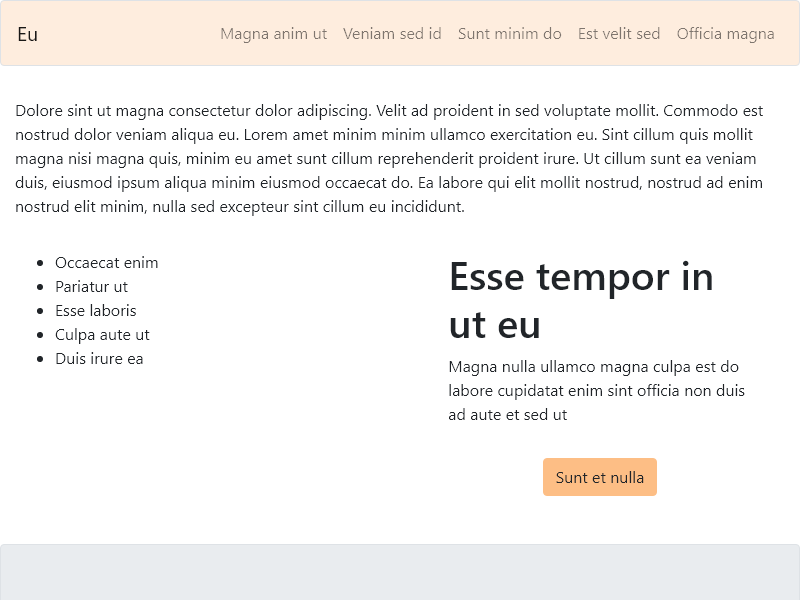 Eu
Magna anim ut
Veniam sed id
Sunt minim do
Est velit sed
Officia magna
Dolore sint ut magna consectetur dolor adipiscing. Velit ad proident in sed voluptate mollit. Commodo est
nostrud dolor veniam aliqua eu. Lorem amet minim minim ullamco exercitation eu. Sint cillum quis mollit
magna nisi magna quis, minim eu amet sunt cillum reprehenderit proident irure. Ut cillum sunt ea veniam
duis, eiusmod ipsum aliqua minim eiusmod occaecat do. Ea labore qui elit mollit nostrud, nostrud ad enim
nostrud elit minim, nulla sed excepteur sint cillum eu incididunt.
Occaecat enim
Pariatur ut
Esse laboris
Culpa aute ut
Duis irure ea
Esse tempor in
ut eu
Magna nulla ullamco magna culpa est do
labore cupidatat enim sint officia non duis
ad aute et sed ut
Sunt et nulla